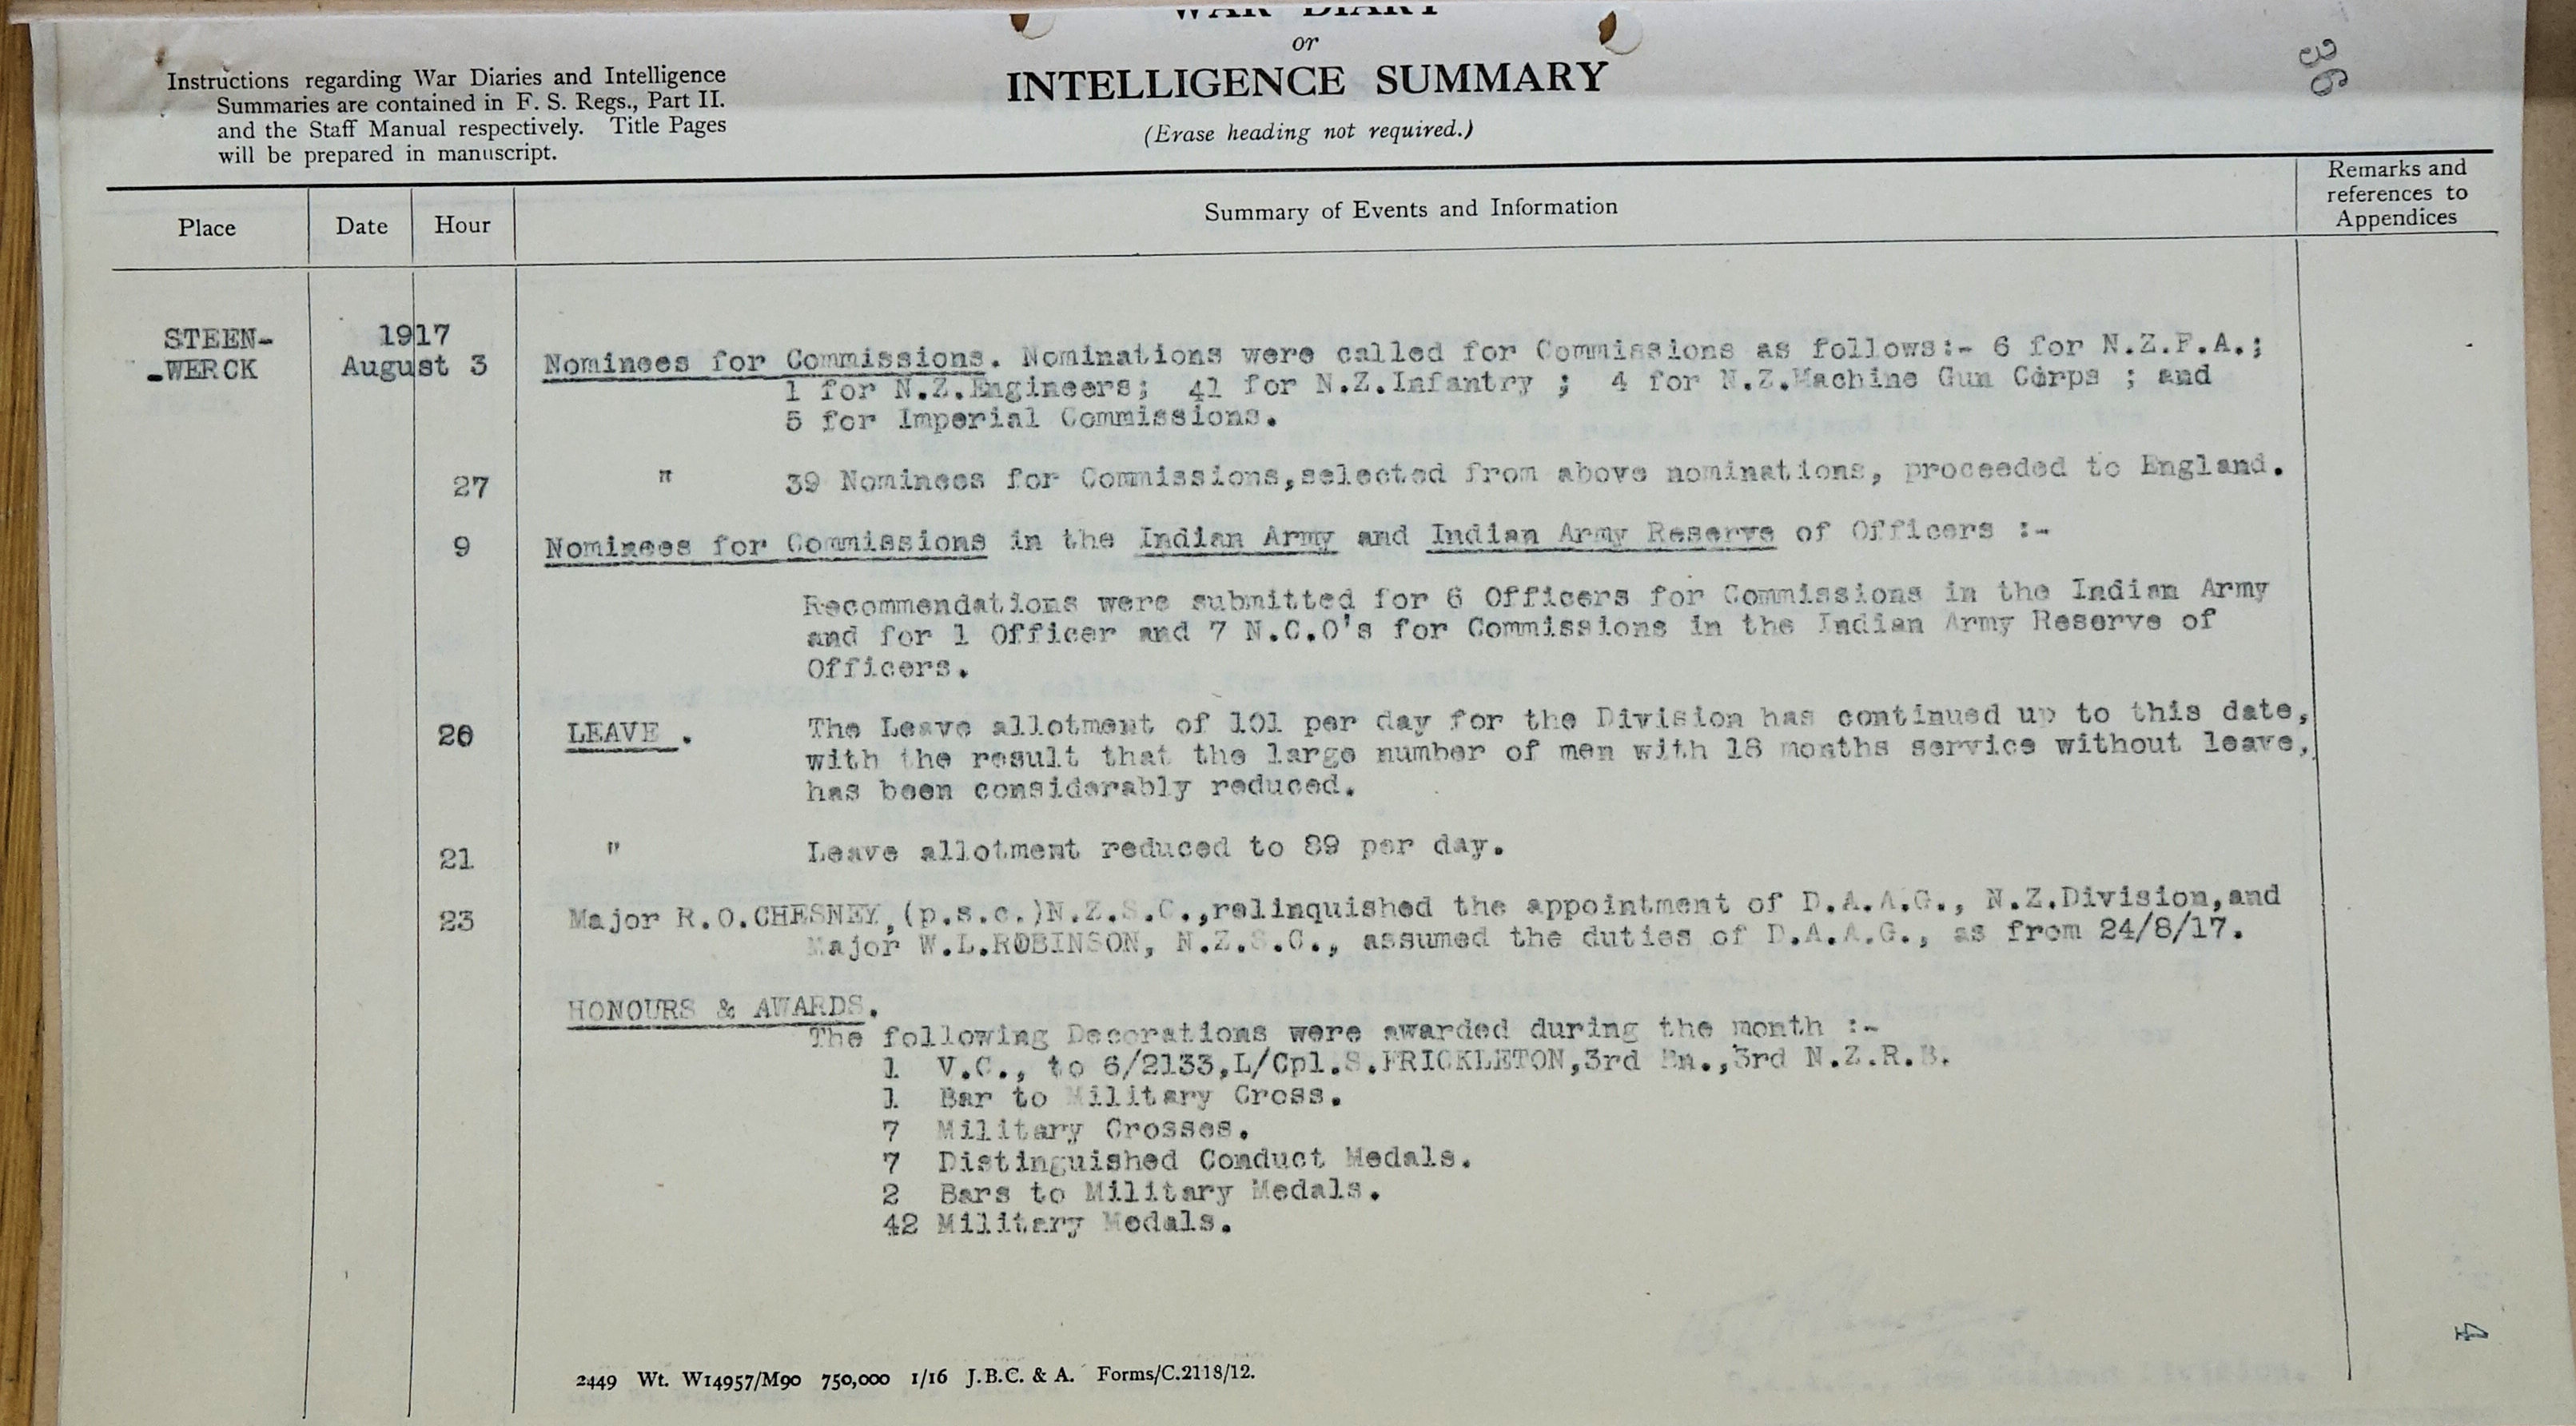 WAR DIARY
or
INTELLIGENCE SUMMARY
(Erase heading not required.)
36
Instructions regarding War Diaries and Intelligence
Summaries are contained in F. S. Regs., Part II.
and the Staff Manual respectively. Title Pages
will be prepared in manuscript.
Place
Date
Hour
Summary of Events and Information
Remarks and
references to
Appendices
STEEN-
-WERCK
1917
August 3
Nominees for Commissions. Nominations were called for Commissions as follows:- 6 for N.Z.F.A.;
1 for N.Z.Engineers; 41 for N.Z.Infantry ; 4 for N.Z.Machine Gun Corps ; and
5 for Imperial Commissions.
27 " 39 Nominees for Commissions,selected from above nominations, proceeded to England.
9 Nominees for Commissions in the Indian Army and Indian Army Reserve of Officers :-
Recommendations were submitted for 6 Officers for Commissions in the Indian Army
and for 1 Officer and 7 N.C.O's for Commissions in the Indian Army Reserve of
Officers.
20 LEAVE . The Leave allotment of 101 per day for the Division has continued up to this date,
with the result that the large number of men with 18 months service without leave,
has been considerably reduced.
21 " Leave allotment reduced to 89 per day.
23 Major R.O.CHESNEY,(p.s.c.)N.Z.S.C.,relinquished the appointment of D.A.A.G., N.Z.Division,and
Major W.L.ROBINSON, N.Z.S.C., assumed the duties of D.A.A.G., as from 24/8/17.
HONOURS & AWARDS.
The following Decorations were awarded during the month :-
1 V.C., to 6/2133,L/Cpl.S.FRICKLETON,3rd Bn.,3rd N.Z.R.B.
1 Bar to Military Cross.
7 Military Crosses.
7 Distinguished Conduct Medals.
2 Bars to Military Medals.
42 Military Medals.
4
2449 Wt. W14957/M90 750,000 1/16 J.B.C. & A. Forms/C.2118/12.